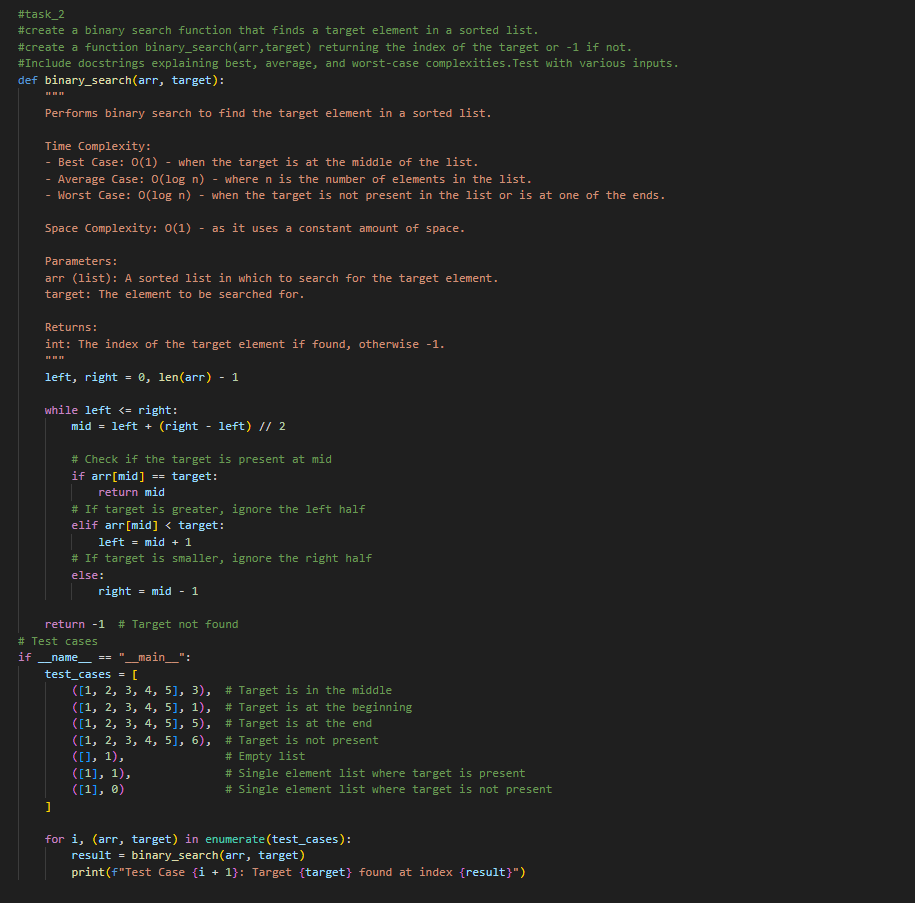 #task_2
#create a binary search function that finds a target element in a sorted list.
#create a function binary_search(arr,target) returning the index of the target or -1 if not.
#Include docstrings explaining best, average, and worst-case complexities.Test with various inputs.
def binary_search(arr, target):
    """
    Performs binary search to find the target element in a sorted list.

    Time Complexity:
    - Best Case: O(1) - when the target is at the middle of the list.
    - Average Case: O(log n) - where n is the number of elements in the list.
    - Worst Case: O(log n) - when the target is not present in the list or is at one of the ends.

    Space Complexity: O(1) - as it uses a constant amount of space.

    Parameters:
    arr (list): A sorted list in which to search for the target element.
    target: The element to be searched for.

    Returns:
    int: The index of the target element if found, otherwise -1.
    """
    left, right = 0, len(arr) - 1

    while left <= right:
        mid = left + (right - left) // 2

        # Check if the target is present at mid
        if arr[mid] == target:
            return mid
        # If target is greater, ignore the left half
        elif arr[mid] < target:
            left = mid + 1
        # If target is smaller, ignore the right half
        else:
            right = mid - 1

    return -1  # Target not found
# Test cases
if __name__ == "__main__":
    test_cases = [
        ([1, 2, 3, 4, 5], 3),  # Target is in the middle
        ([1, 2, 3, 4, 5], 1),  # Target is at the beginning
        ([1, 2, 3, 4, 5], 5),  # Target is at the end
        ([1, 2, 3, 4, 5], 6),  # Target is not present
        ([], 1),               # Empty list
        ([1], 1),              # Single element list where target is present
        ([1], 0)               # Single element list where target is not present
    ]

    for i, (arr, target) in enumerate(test_cases):
        result = binary_search(arr, target)
        print(f"Test Case {i + 1}: Target {target} found at index {result}")